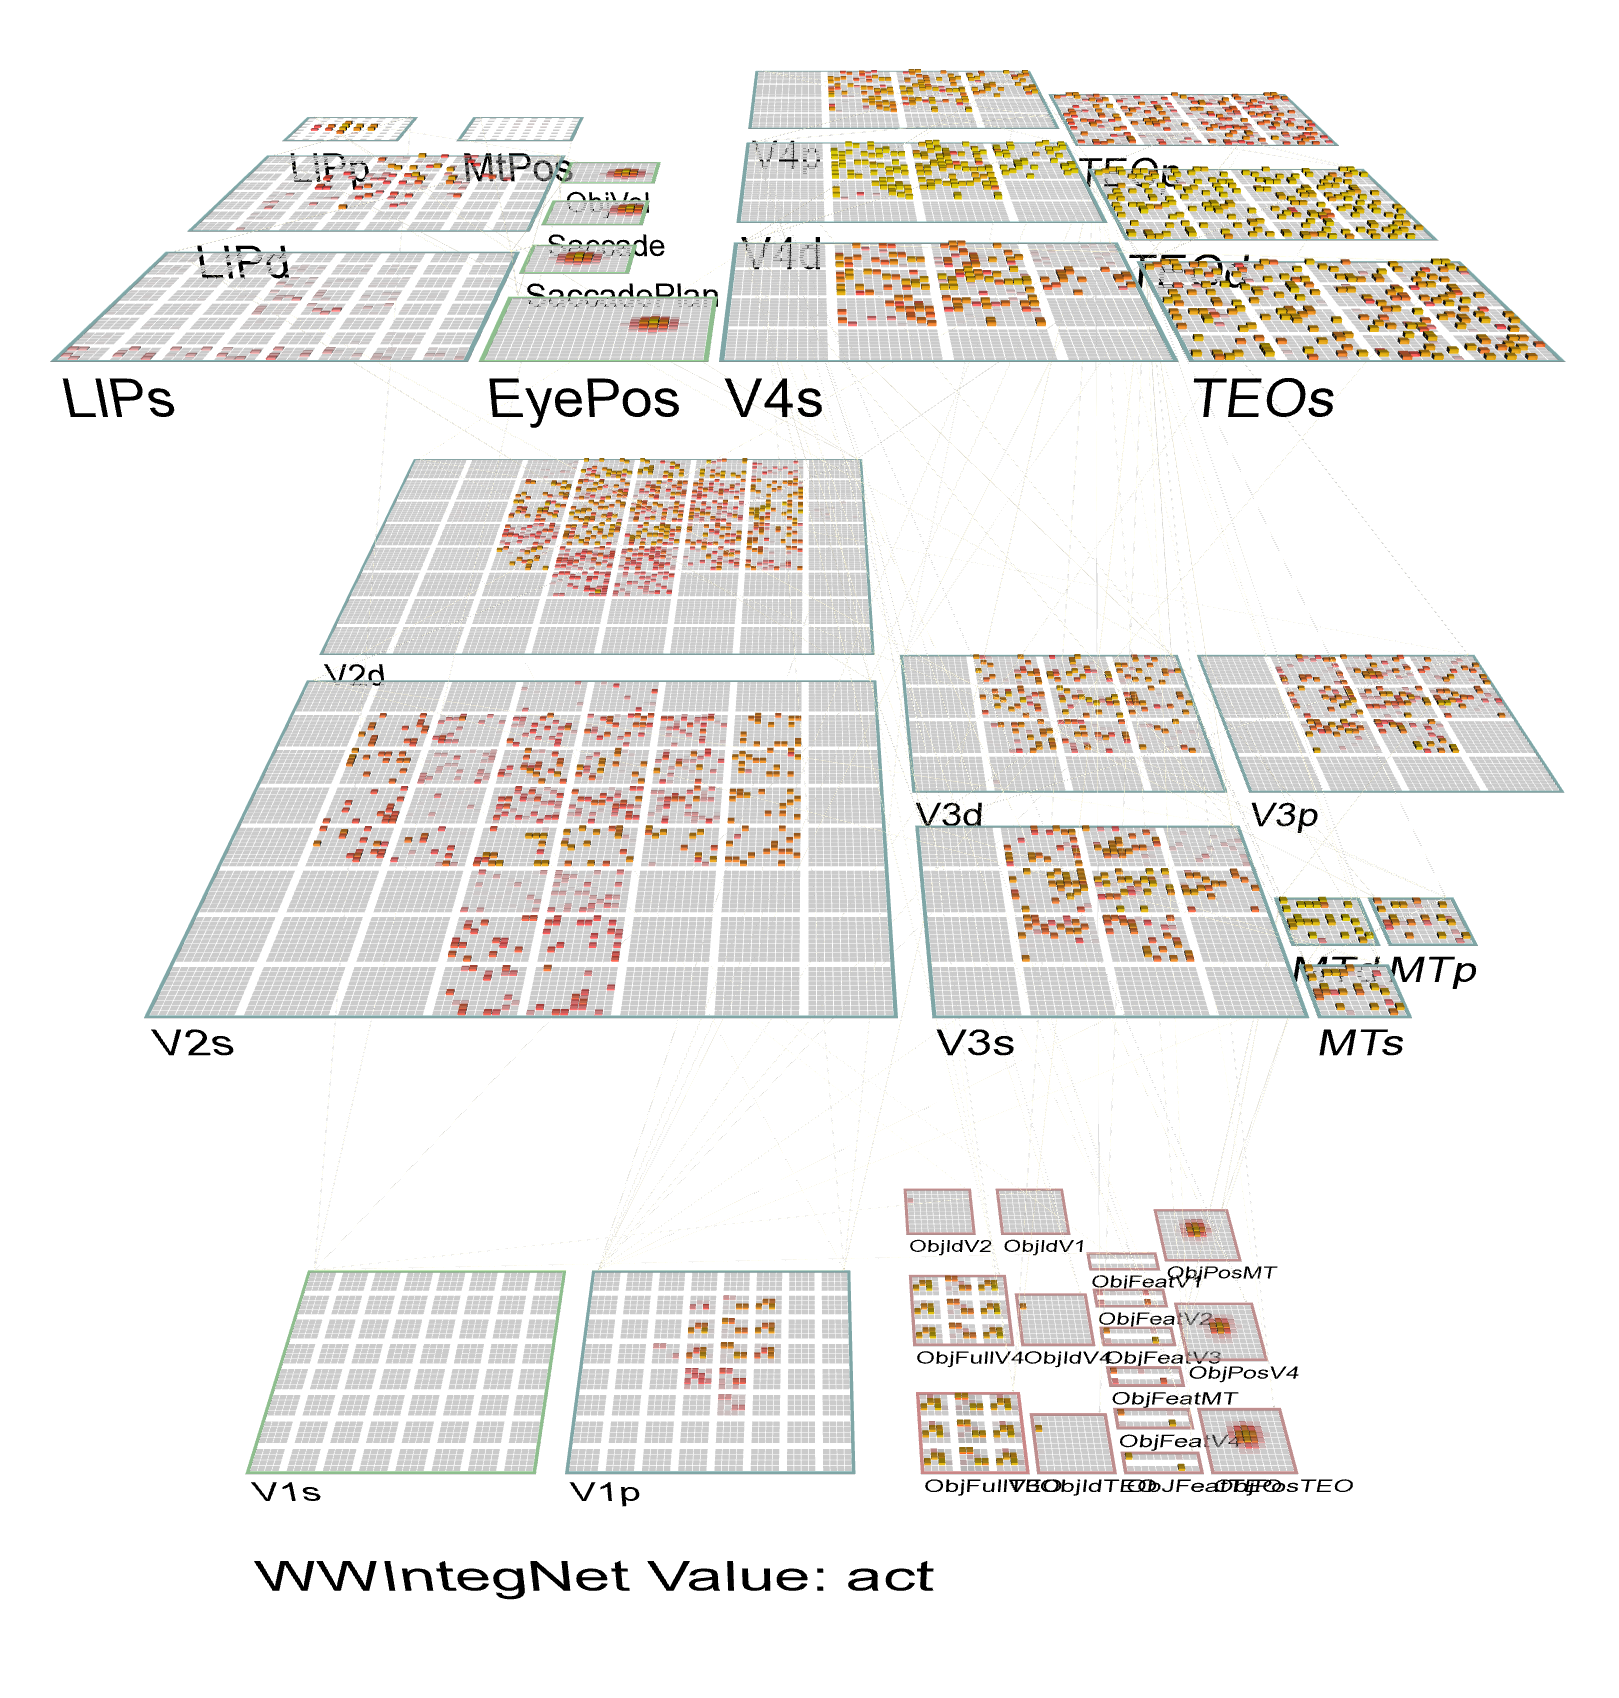 LIPp
MtPos
V4p
TEOp
ObjVel
LIPd
Saccade
V4d
TEOd
SaccadePlan
LIPs
EyePos
V4s
TEOs
V2d
V3d
V3p
MTd
MTp
V2s
V3s
MTs
ObjIdV2
ObjIdV1
ObjFeatV1
ObjPosMT
ObjFeatV2
ObjFullV4
ObjIdV4
ObjFeatV3
ObjPosV4
ObjFeatMT
ObjFeatV4
V1s
V1p
ObjIdTEO
ObjPosTEO
WWIntegNet Value: act